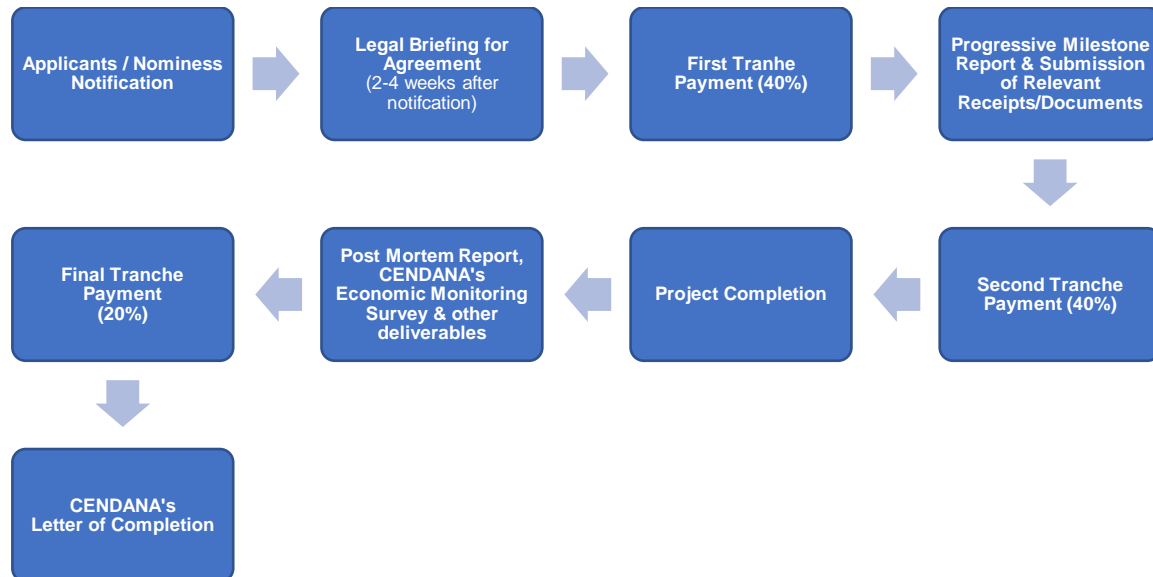 Applicants / Nominess
Notification
Legal Briefing for
Agreement
(2-4 weeks after
notifcation)
First Tranhe
Payment (40%)
Progressive Milestone
Report & Submission
of Relevant
Receipts/Documents
Second Tranche
Payment (40%)
Project Completion
Post Mortem Report,
CENDANA's
Economic Monitoring
Survey & other
deliverables
Final Tranche
Payment
(20%)
CENDANA's
Letter of Completion